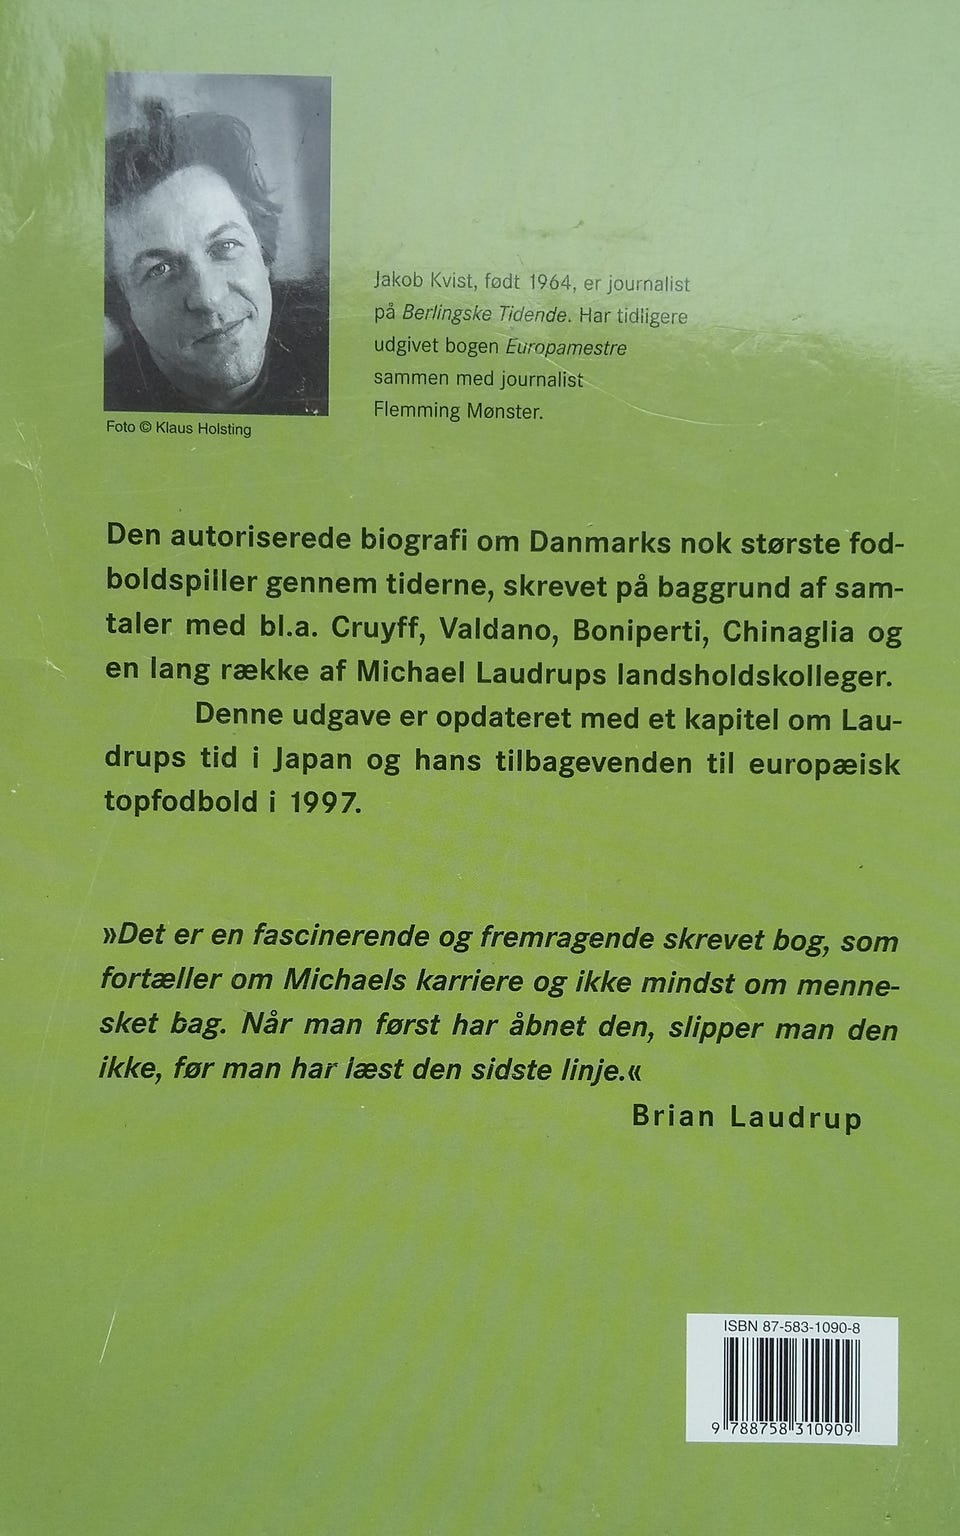 Jakob Kvist, født 1964, er journalist
på Berlingske Tidende. Har tidligere
udgivet bogen Europamestre
sammen med journalist
Flemming Mønster.
Foto © Klaus Holsting
Den autoriserede biografi om Danmarks nok største fod-
boldspiller gennem tiderne, skrevet på baggrund af sam-
taler med bl.a. Cruyff, Valdano, Boniperti, Chinaglia og
en lang række af Michael Laudrups landsholdskolleger.
Denne udgave er opdateret med et kapitel om Lau-
drups tid i Japan og hans tilbagevenden til europæisk
topfodbold i 1997.
»Det er en fascinerende og fremragende skrevet bog, som
fortæller om Michaels karriere og ikke mindst om menne-
sket bag. Når man først har åbnet den, slipper man den
ikke, før man har læst den sidste linje.«
Brian Laudrup
ISBN 87-583-1090-8
9 788758 310909